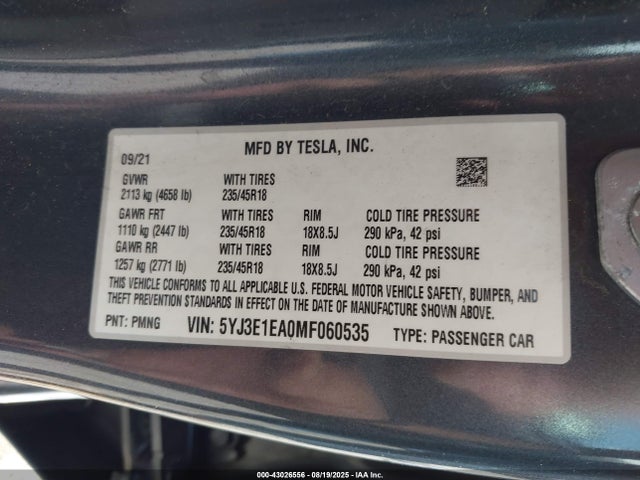 MFD BY TESLA, INC.
09/21
GVWR WITH TIRES
2113 kg (4658 lb) 235/45R18
GAWR FRT WITH TIRES RIM COLD TIRE PRESSURE
1110 kg (2447 lb) 235/45R18 18X8.5J 290 kPa, 42 psi
GAWR RR WITH TIRES RIM COLD TIRE PRESSURE
1257 kg (2771 lb) 235/45R18 18X8.5J 290 kPa, 42 psi
THIS VEHICLE CONFORMS TO ALL APPLICABLE U.S. FEDERAL MOTOR VEHICLE SAFETY, BUMPER, AND
THEFT PREVENTION STANDARDS IN EFFECT ON THE DATE OF MANUFACTURE SHOWN ABOVE.
PNT: PMNG VIN: 5YJ3E1EA0MF060535 TYPE: PASSENGER CAR
000-43026556 - 08/19/2025 - IAA Inc.